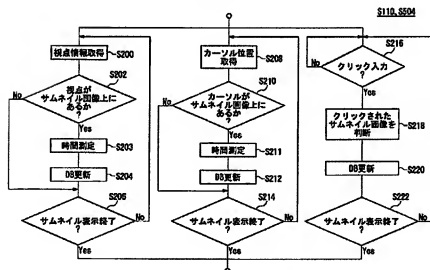 S110,S504
視点情報取得
S200
S202
視点が
サムネイル画像上に
あるか
?
No
Yes
時間測定
S203
DB更新
S204
S206
サムネイル表示終了
?
No
Yes
カーソル位置
取得
S208
S210
カーソルが
サムネイル画像上に
あるか
?
No
Yes
時間測定
S211
DB更新
S212
S214
サムネイル表示終了
?
No
Yes
S216
クリック入力
?
No
Yes
クリックされた
サムネイル画像を
判断
S218
DB更新
S220
S222
サムネイル表示終了
?
No
Yes